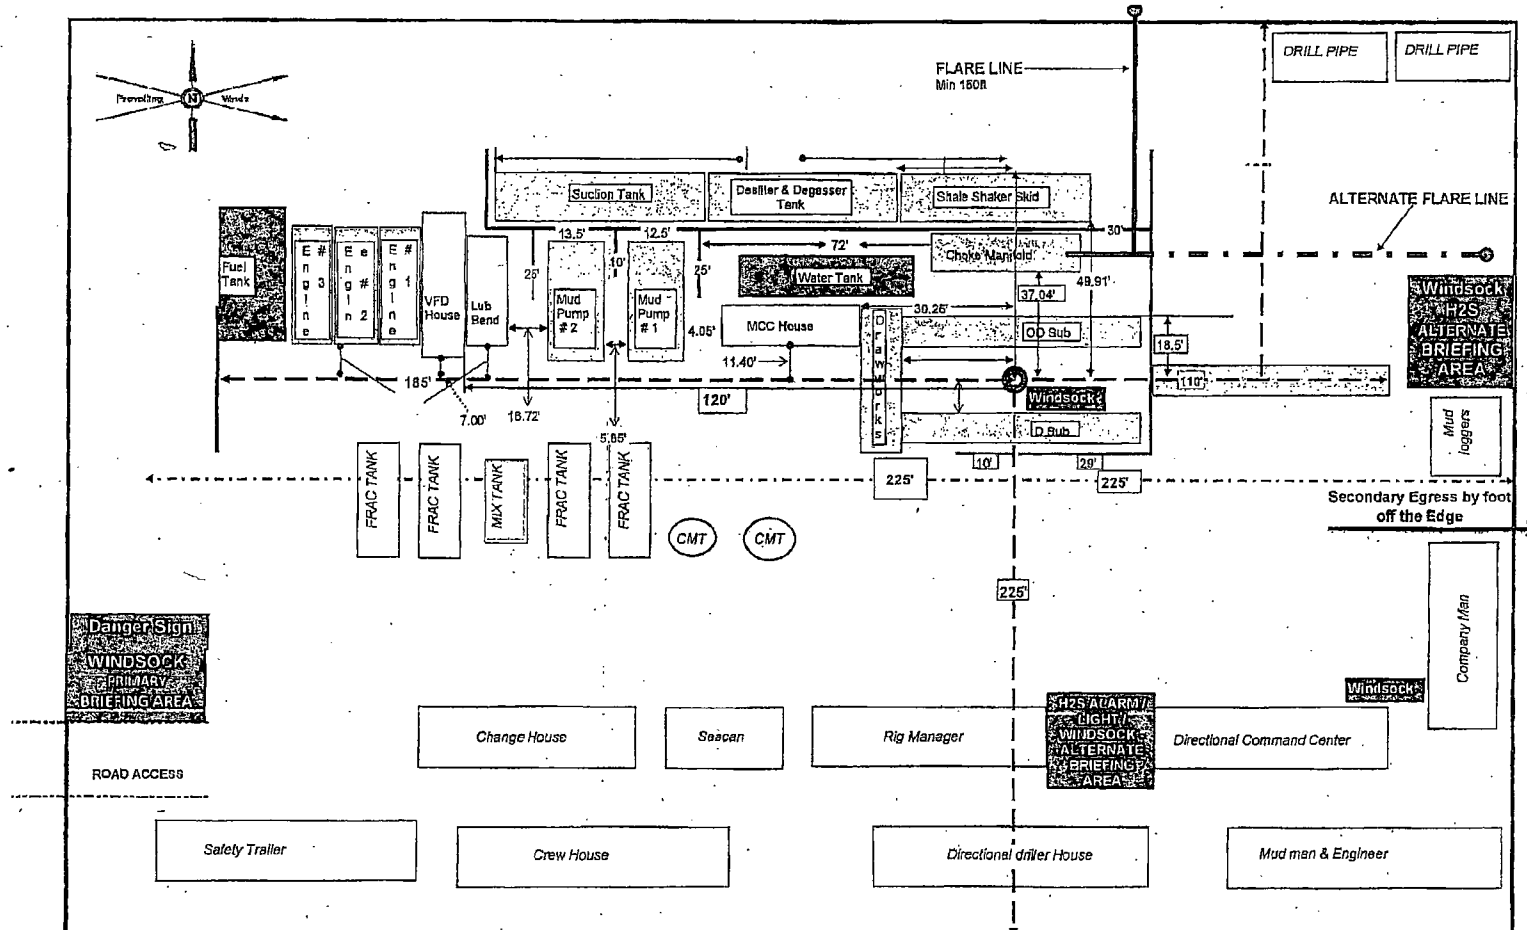 DRILL PIPE
DRILL PIPE
FLARE LINE
Min 150ft
Prevailing
N
Winds
Suction Tank
Desilter & Degasser
Tank
Shale Shaker Skid
ALTERNATE FLARE LINE
13.5'
12.5'
30'
72'
Choke Manifold
Fuel
Tank
Engine
#3
Engine
#2
Engine
#1
VFD
House
Lub
Bend
25'
10'
25'
Water Tank
49.91'
37.04'
Windsock
H2S
ALTERNATE
BRIEFING
AREA
Mud
Pump
#2
Mud
Pump
#1
4.05'
MCC House
30.25'
Drawworks
OD Sub
18.5'
11.40'
185'
110'
7.00'
16.72'
120'
Windsock
D Sub
5.85'
10'
29'
Mud
loggers
FRAC TANK
FRAC TANK
MIX TANK
FRAC TANK
FRAC TANK
225'
225'
Secondary Egress by foot
off the Edge
CMT
CMT
225'
Danger Sign
WINDSOCK
PRIMARY
BRIEFING AREA
Company Man
Windsock
Change House
Seacan
Rig Manager
H2S ALARM /
LIGHT /
WINDSOCK
ALTERNATE
BRIEFING
AREA
Directional Command Center
ROAD ACCESS
Safety Trailer
Crew House
Directional driller House
Mud man & Engineer